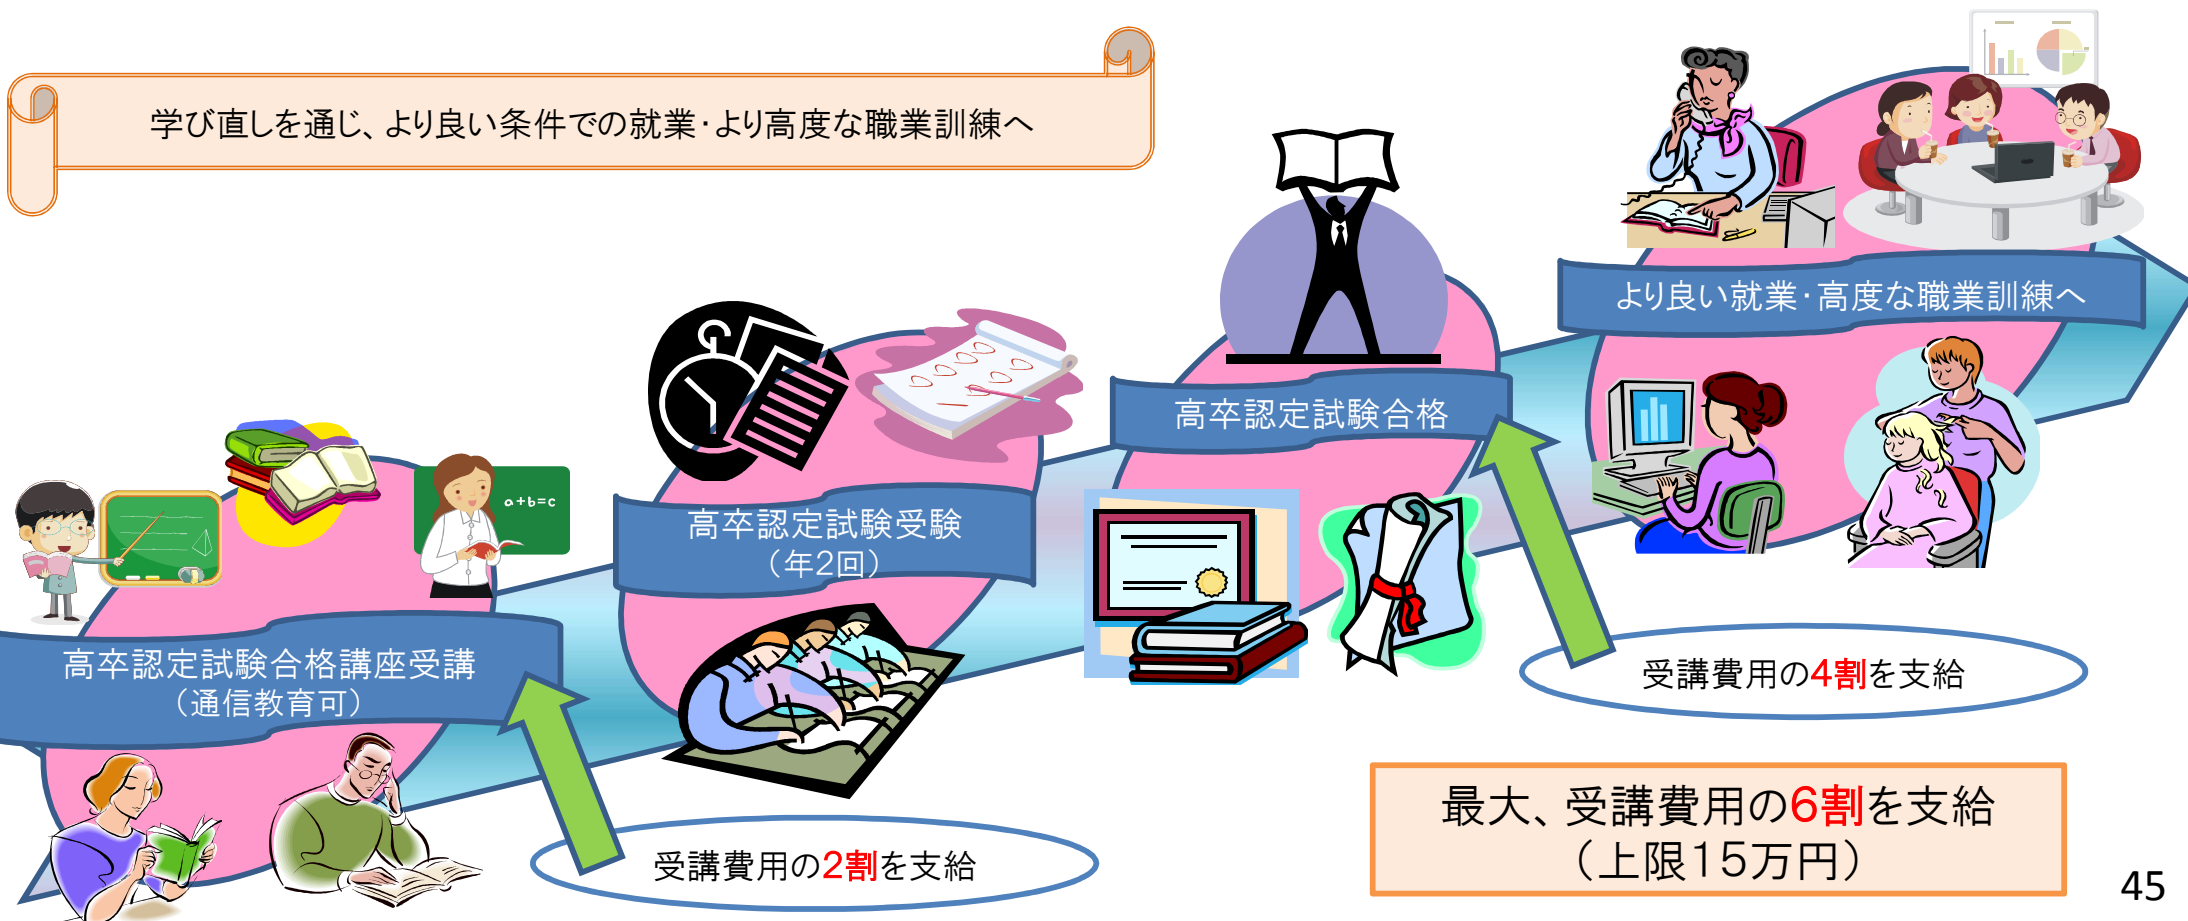 学び直しを通じ、より良い条件での就業・より高度な職業訓練へ
より良い就業・高度な職業訓練へ
高卒認定試験合格
高卒認定試験受験
（年2回）
a+b=c
高卒認定試験合格講座受講
（通信教育可）
受講費用の4割を支給
受講費用の2割を支給
最大、受講費用の6割を支給
（上限15万円）
45